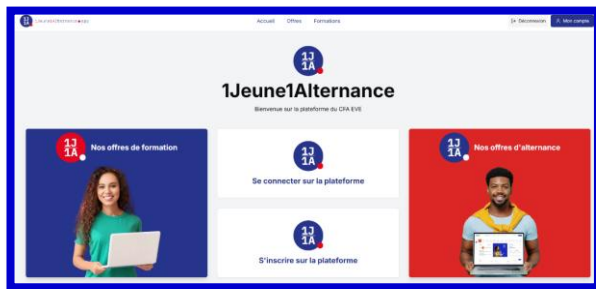 1J
1A
Accueil Offres Formations
Déconnexion
Mon compte
1J
1A
1Jeune1Alternance
Bienvenue sur la plateforme du CFA EVE
1J
1A
Nos offres de formation
1J
1A
Se connecter sur la plateforme
1J
1A
Nos offres d'alternance
1J
1A
S'inscrire sur la plateforme